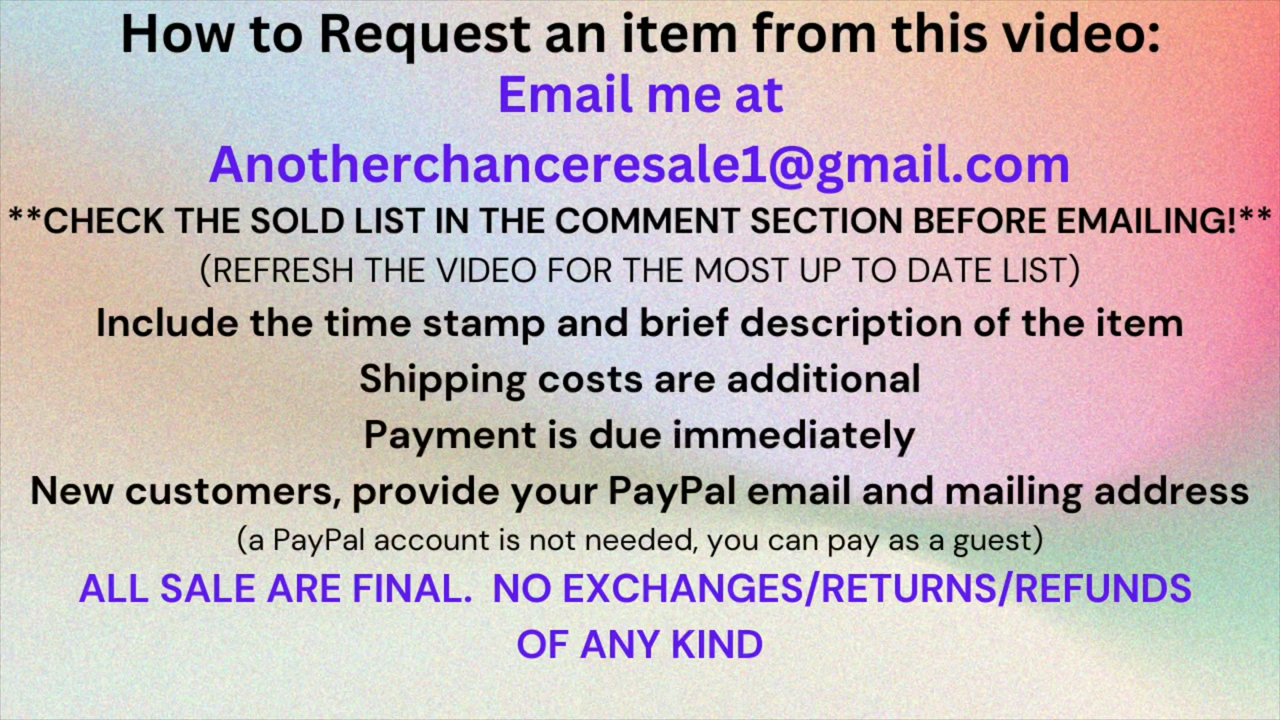 How to Request an item from this video:
Email me at
Anotherchanceresale1@gmail.com
**CHECK THE SOLD LIST IN THE COMMENT SECTION BEFORE EMAILING!**
(REFRESH THE VIDEO FOR THE MOST UP TO DATE LIST)
Include the time stamp and brief description of the item
Shipping costs are additional
Payment is due immediately
New customers, provide your PayPal email and mailing address
(a PayPal account is not needed, you can pay as a guest)
ALL SALE ARE FINAL.  NO EXCHANGES/RETURNS/REFUNDS
OF ANY KIND